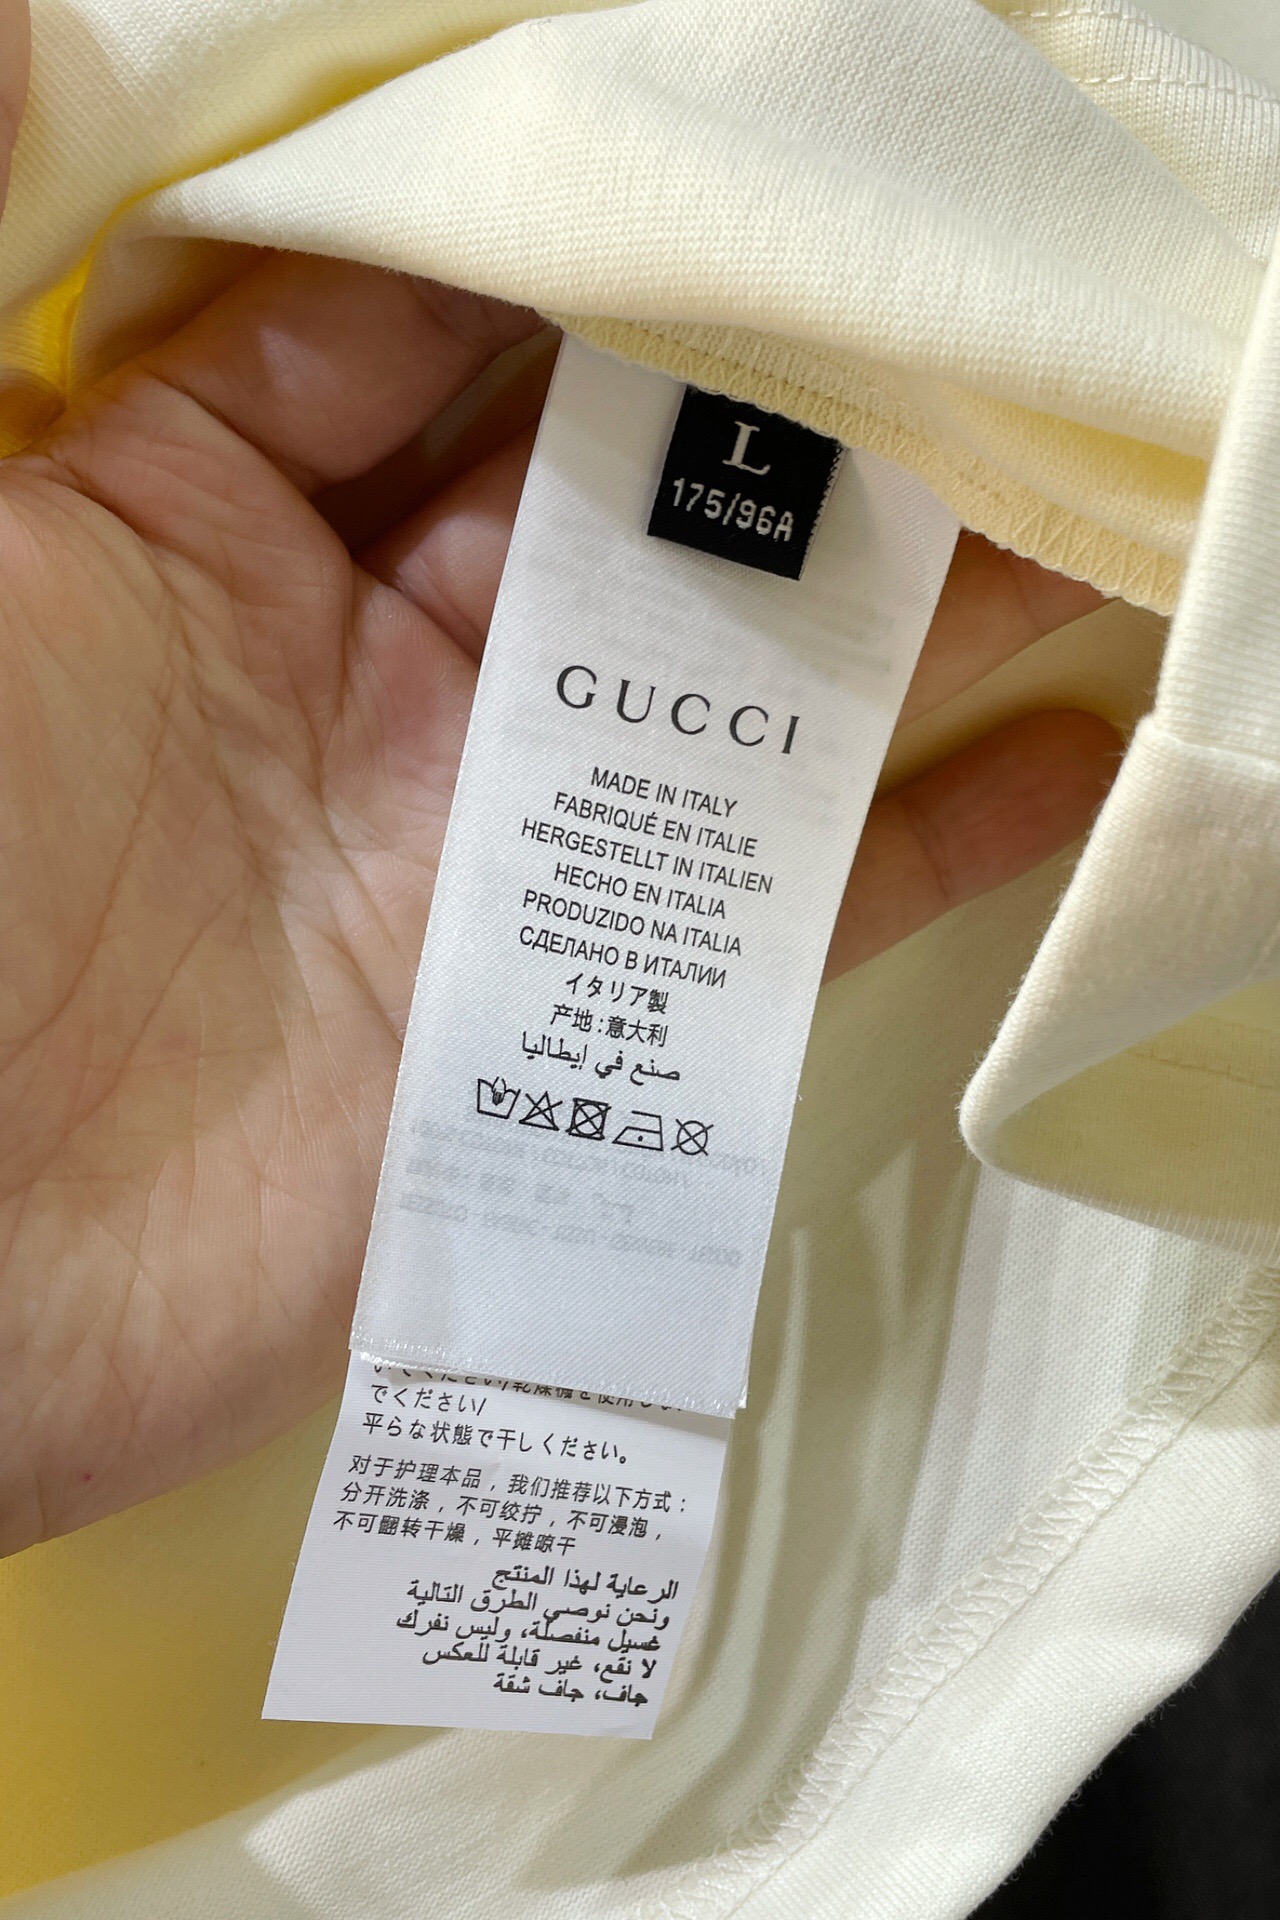 L
175/96A
GUCCI
MADE IN ITALY
FABRIQUÉ EN ITALIE
HERGESTELLT IN ITALIEN
HECHO EN ITALIA
PRODUZIDO NA ITALIA
СДЕЛАНО В ИТАЛИИ
イタリア製
产地:意大利
صنع في إيطاليا
でください/
平らな状態で干しください。
对于护理本品，我们推荐以下方式：
分开洗涤，不可绞拧，不可浸泡，
不可翻转干燥，平摊晾干
الرعاية لهذا المنتج
ونحن نوصي الطرق التالية
غسيل منفصلة، وليس نفرك
لا نقع، غير قابلة للعكس
جاف، جاف شقة